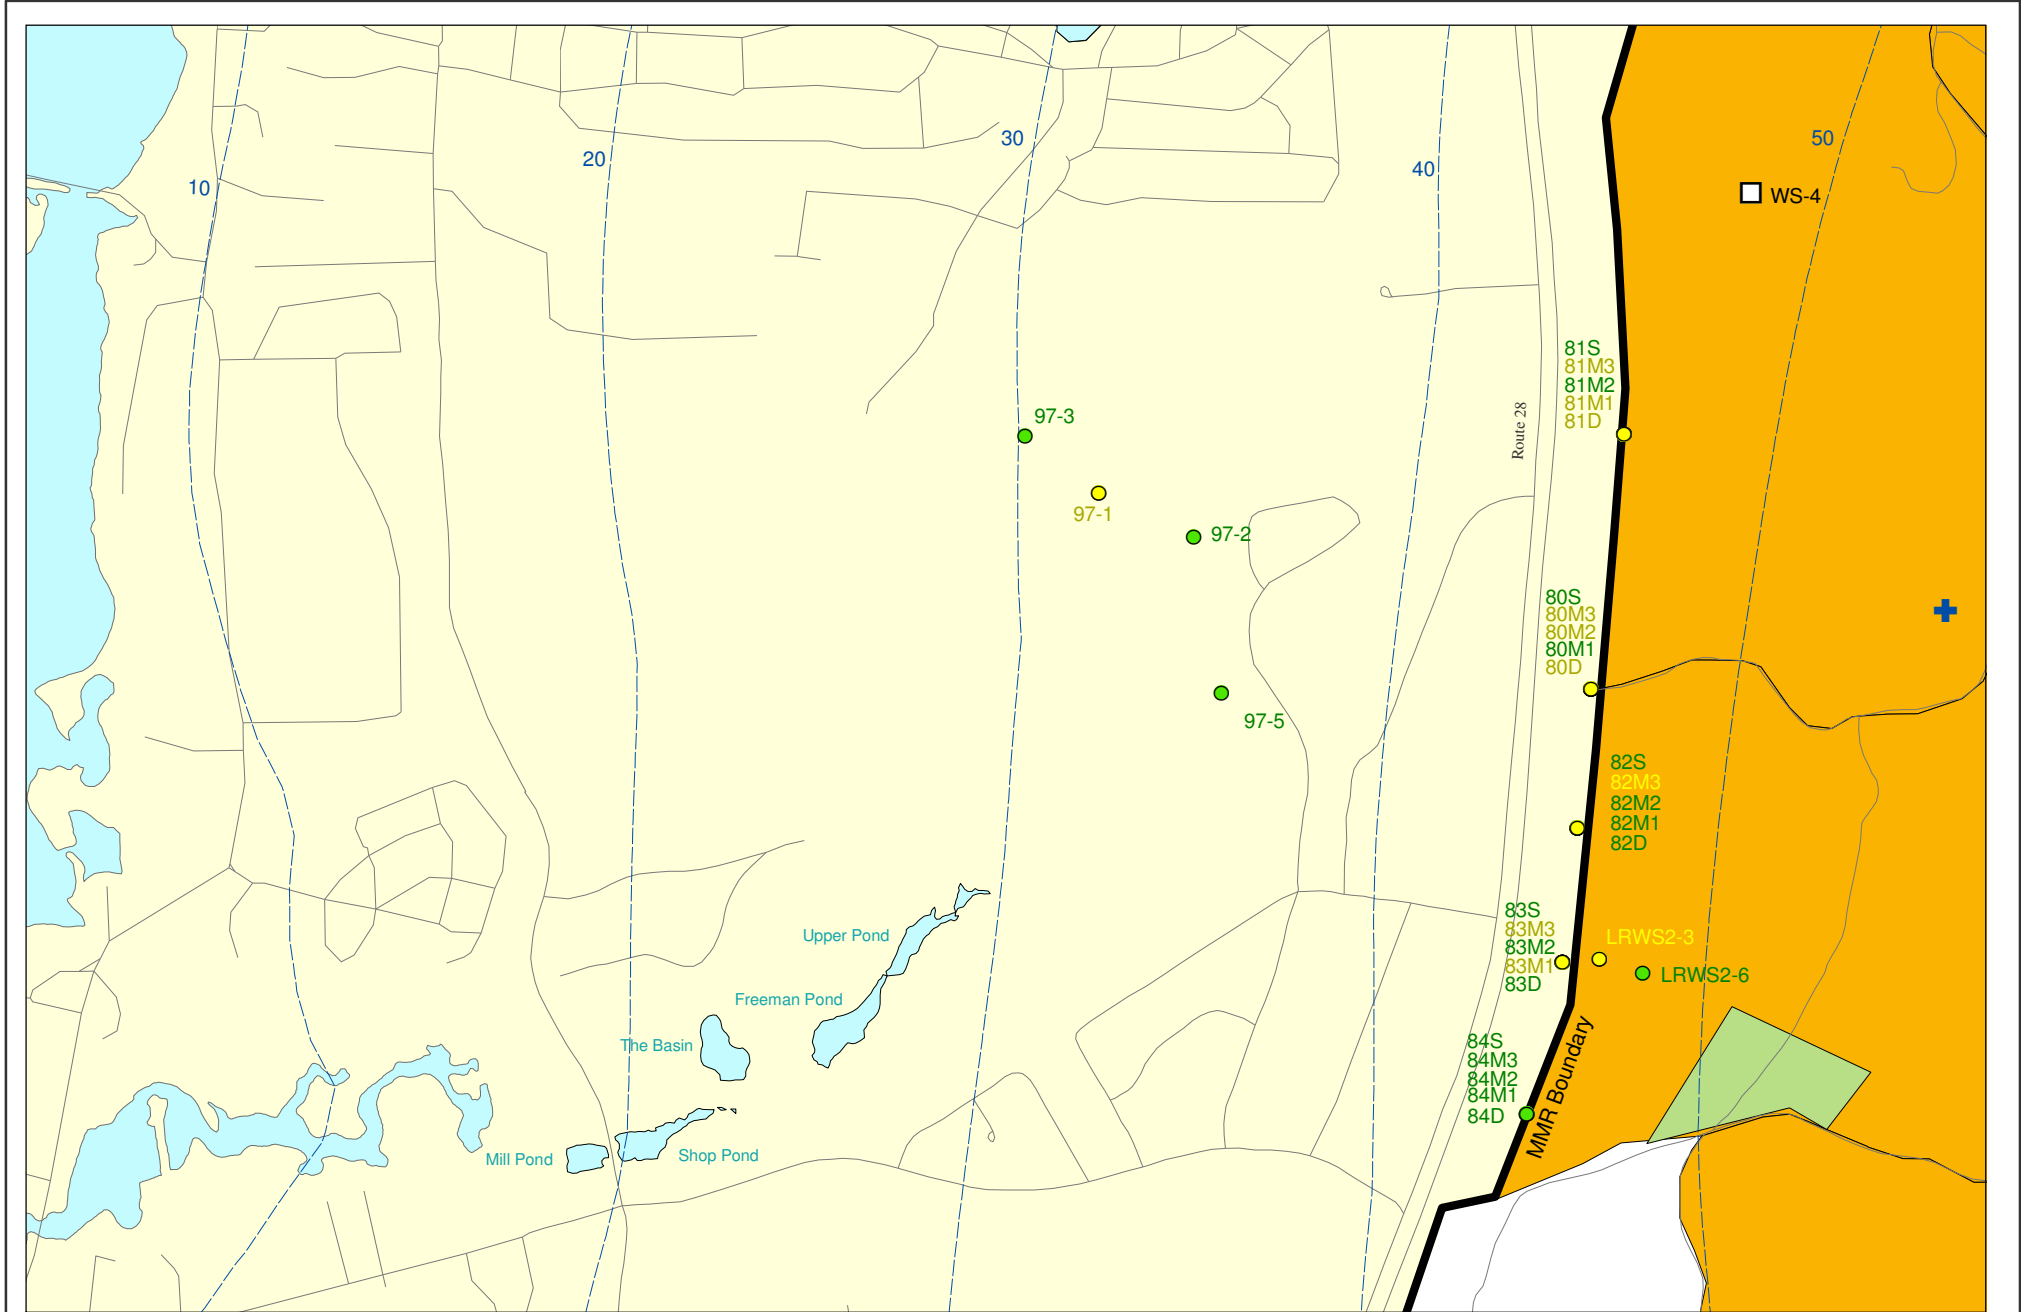 30
50
20
40
10
WS-4
81S
81M3
81M2
81M1
81D
Route 28
97-3
97-1
97-2
80S
80M3
80M2
80M1
80D
97-5
82S
82M3
82M2
82M1
82D
83S
83M3
83M2
83M1
83D
LRWS2-3
LRWS2-6
Upper Pond
Freeman Pond
The Basin
84S
84M3
84M2
84M1
84D
MMR Boundary
Mill Pond
Shop Pond